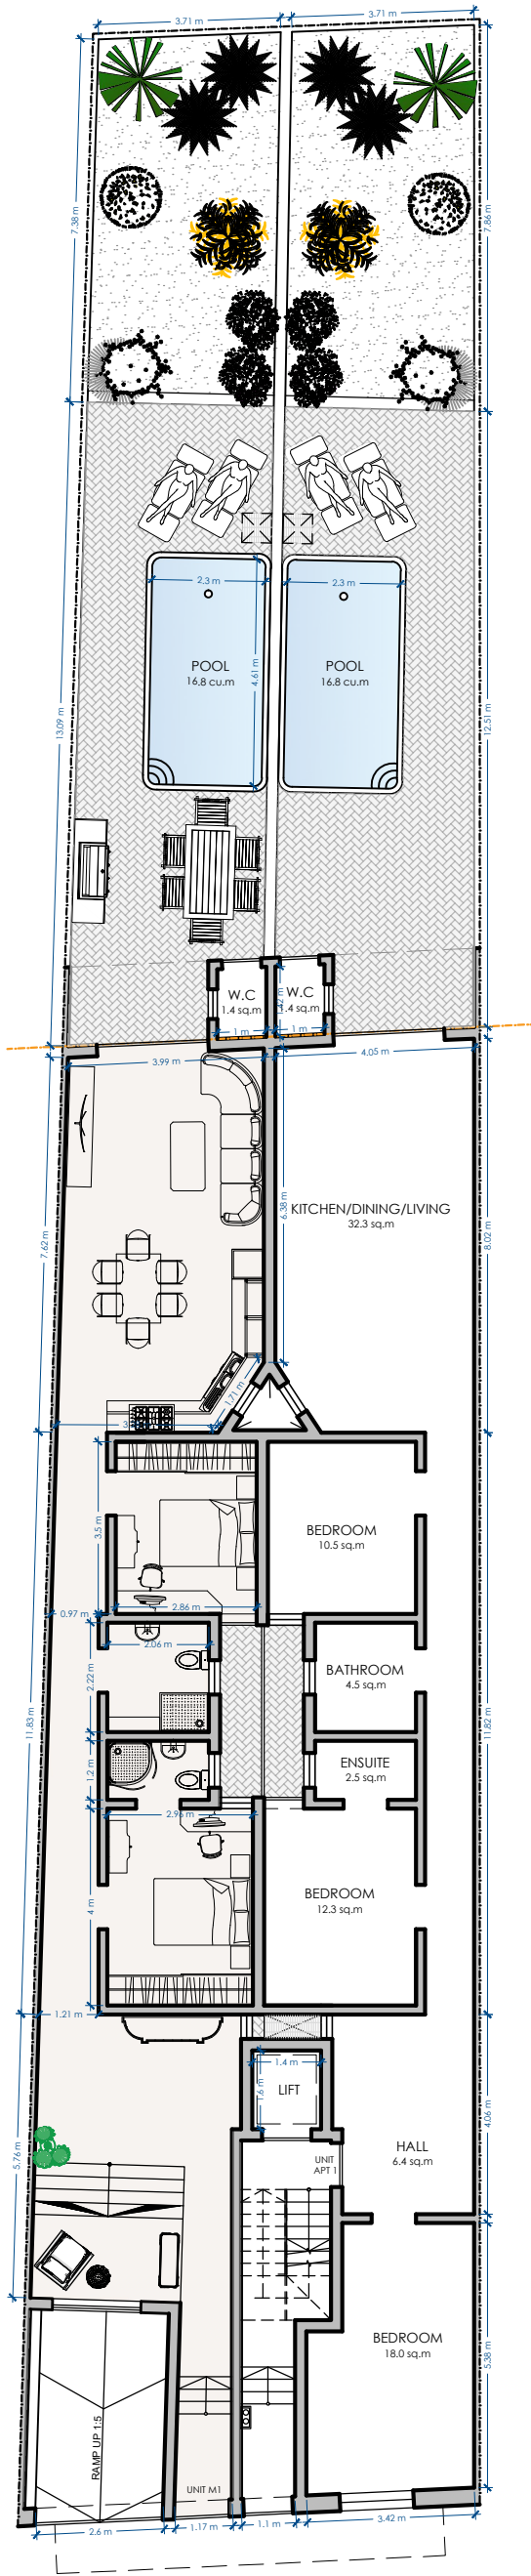 3.71 m
3.71 m
7.38 m
7.86 m
2.3 m
2.3 m
POOL
16.8 cu.m
4.61 m
POOL
16.8 cu.m
13.09 m
12.51 m
W.C
1.4 sq.m
W.C
1.4 sq.m
1 m
1 m
3.99 m
4.05 m
KITCHEN/DINING/LIVING
32.3 sq.m
6.38 m
7.62 m
8.02 m
1.71 m
BEDROOM
10.5 sq.m
3.5 m
2.86 m
0.97 m
2.06 m
2.22 m
BATHROOM
4.5 sq.m
11.83 m
11.82 m
ENSUITE
2.5 sq.m
1.2 m
2.96 m
BEDROOM
12.3 sq.m
4 m
1.21 m
1.4 m
1.6 m
LIFT
4.06 m
UNIT
APT 1
HALL
6.4 sq.m
5.76 m
BEDROOM
18.0 sq.m
5.38 m
RAMP UP 1:5
UNIT M1
2.6 m
1.17 m
1.1 m
3.42 m